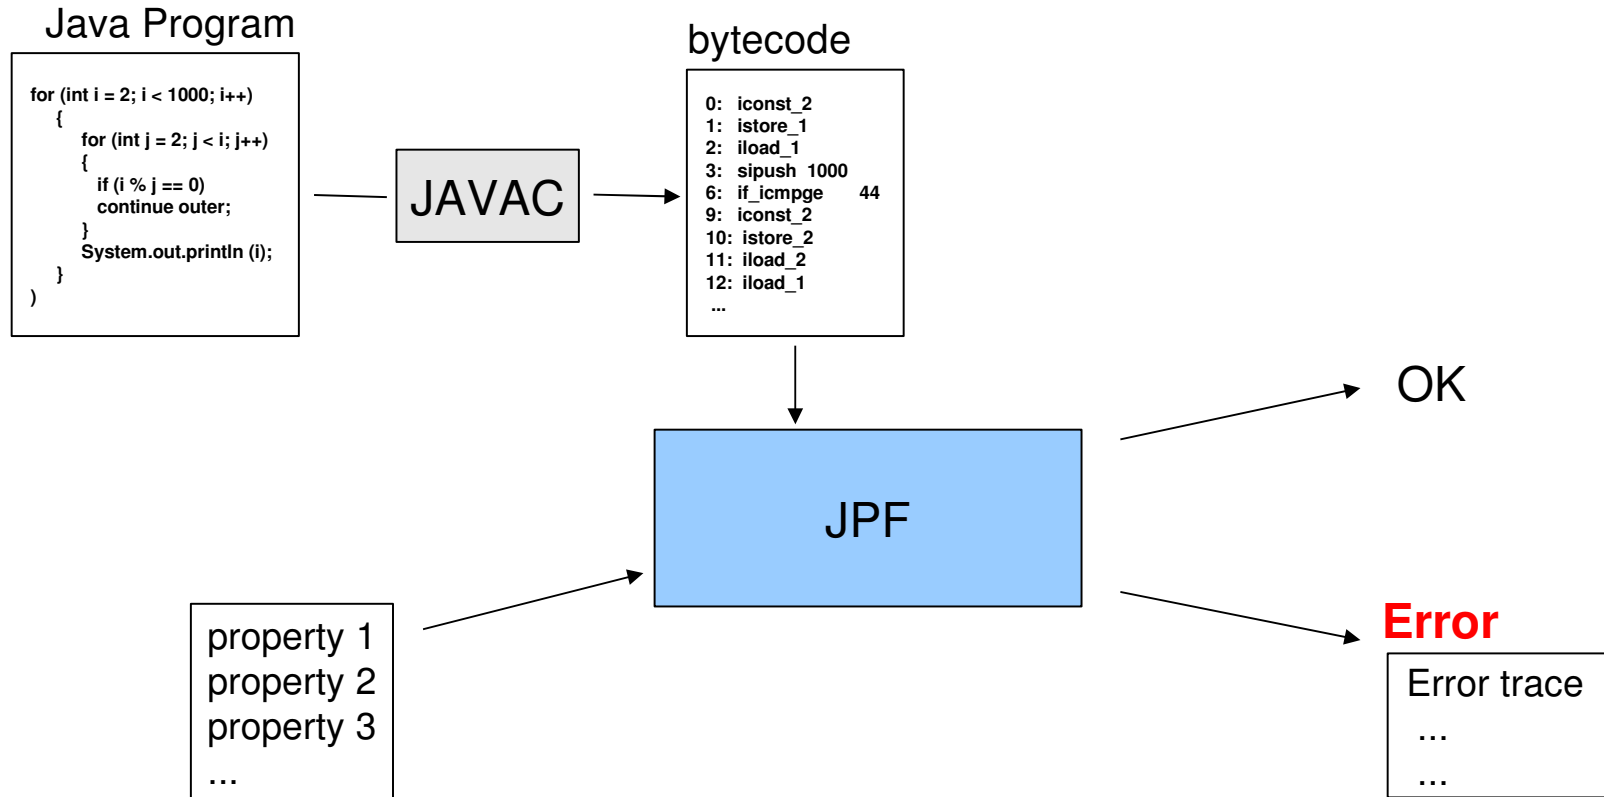 Java Program
for (int i = 2; i < 1000; i++)
{
for (int j = 2; j < i; j++)
{
if (i % j == 0)
continue outer;
}
System.out.println (i);
}
)
JAVAC
bytecode
0: iconst_2
1: istore_1
2: iload_1
3: sipush 1000
6: if_icmpge 44
9: iconst_2
10: istore_2
11: iload_2
12: iload_1
...
JPF
OK
property 1
property 2
property 3
...
Error
Error trace
...
...